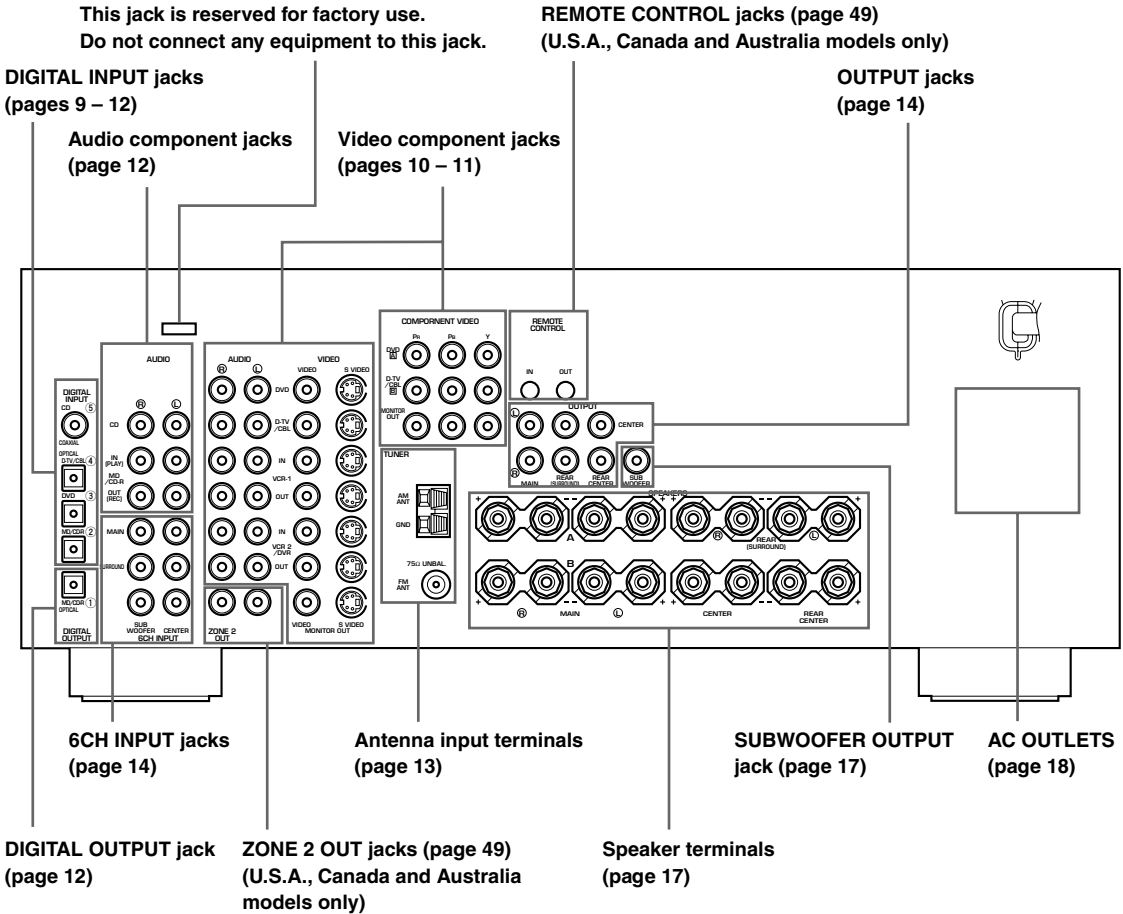 This jack is reserved for factory use.
Do not connect any equipment to this jack.
REMOTE CONTROL jacks (page 49)
(U.S.A., Canada and Australia models only)
DIGITAL INPUT jacks
(pages 9 – 12)
OUTPUT jacks
(page 14)
Audio component jacks
(page 12)
Video component jacks
(pages 10 – 11)
AUDIO
R
L
CD
IN
(PLAY)
MD
/CD-R
OUT
(REC)
MAIN
SURROUND
SUB
WOOFER
CENTER
6CH INPUT
DIGITAL
INPUT
CD
⑤
COAXIAL
OPTICAL
D-TV/CBL
④
DVD
③
MD/CDR
②
MD/CDR
①
OPTICAL
DIGITAL
OUTPUT
AUDIO
VIDEO
R
L
VIDEO
S VIDEO
DVD
D-TV
/CBL
IN
VCR-1
OUT
IN
VCR 2
/DVR
OUT
ZONE 2
OUT
VIDEO
S VIDEO
MONITOR OUT
COMPORNENT VIDEO
PR
PB
Y
DVD
A
D-TV
/CBL
B
MONITOR
OUT
REMOTE
CONTROL
IN
OUT
OUTPUT
L
CENTER
R
MAIN
REAR
(SURROUND)
REAR
CENTER
SUB
WOOFER
TUNER
AM
ANT
GND
75Ω UNBAL.
FM
ANT
SPEAKERS
+
-
A
R
REAR
(SURROUND)
L
B
R
MAIN
L
CENTER
REAR
CENTER
6CH INPUT jacks
(page 14)
Antenna input terminals
(page 13)
SUBWOOFER OUTPUT
jack (page 17)
AC OUTLETS
(page 18)
DIGITAL OUTPUT jack
(page 12)
ZONE 2 OUT jacks (page 49)
(U.S.A., Canada and Australia
models only)
Speaker terminals
(page 17)